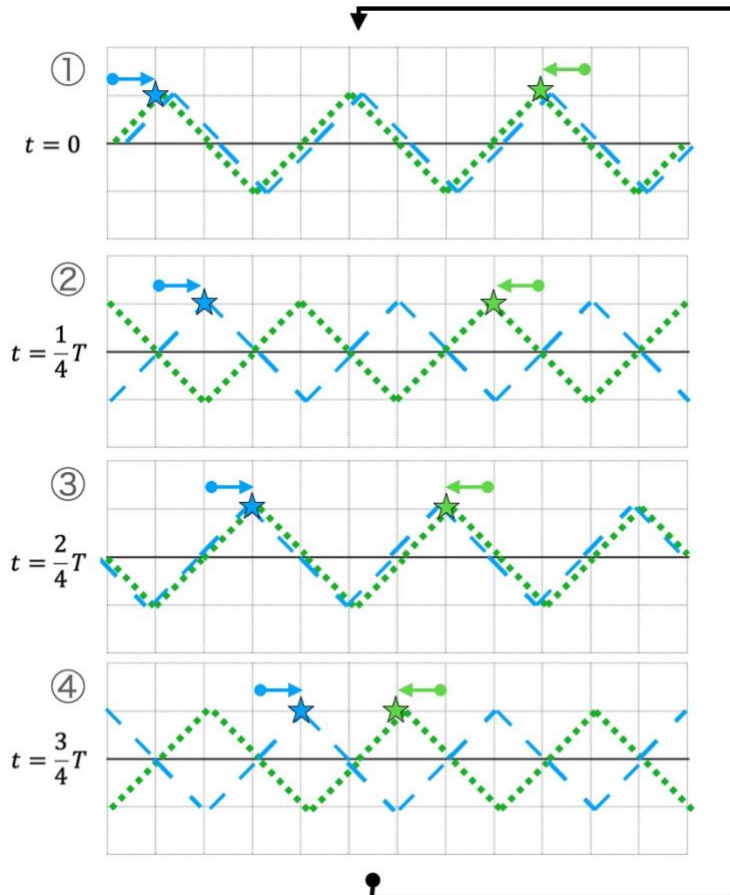 ①
t = 0
②
t = 1/4 T
③
t = 2/4 T
④
t = 3/4 T